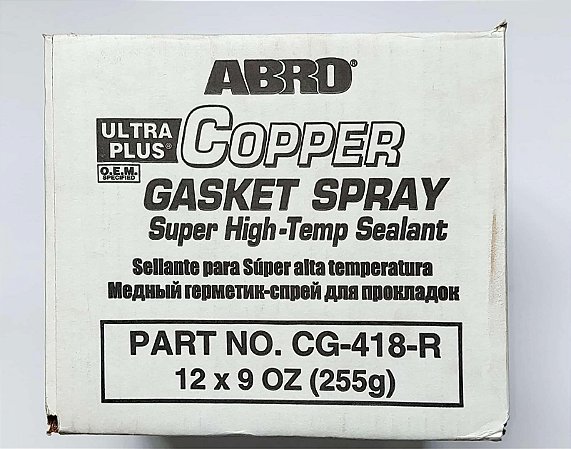 ABRO®
ULTRA PLUS® COPPER
O.E.M. SPECIFIED
GASKET SPRAY
Super High-Temp Sealant
Sellante para Súper alta temperatura
Медный герметик-спрей для прокладок
PART NO. CG-418-R
12 x 9 OZ (255g)